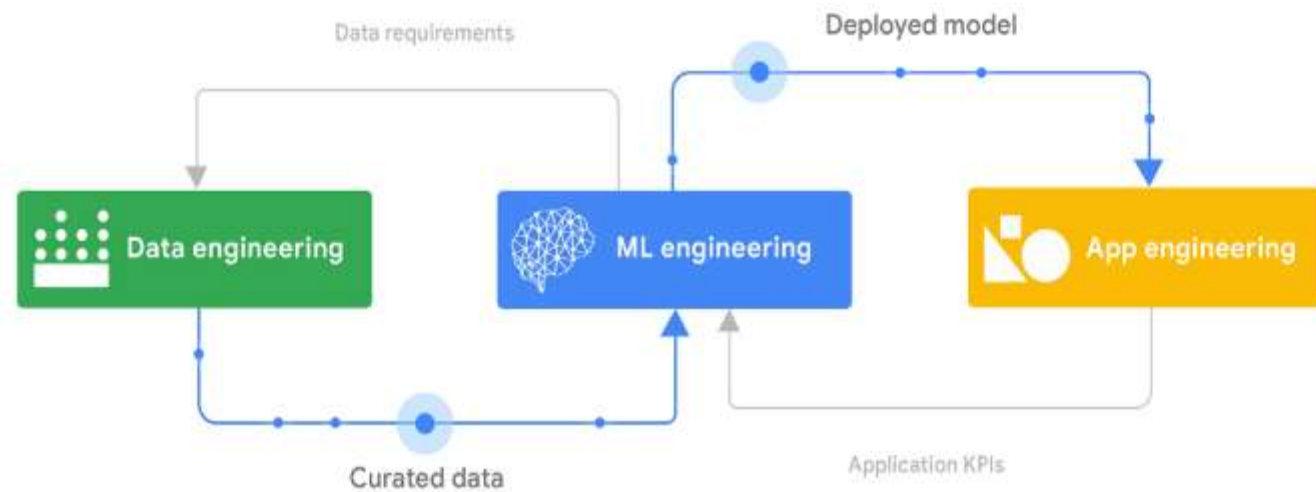 Data requirements
Deployed model
Data engineering
ML engineering
App engineering
Curated data
Application KPIs